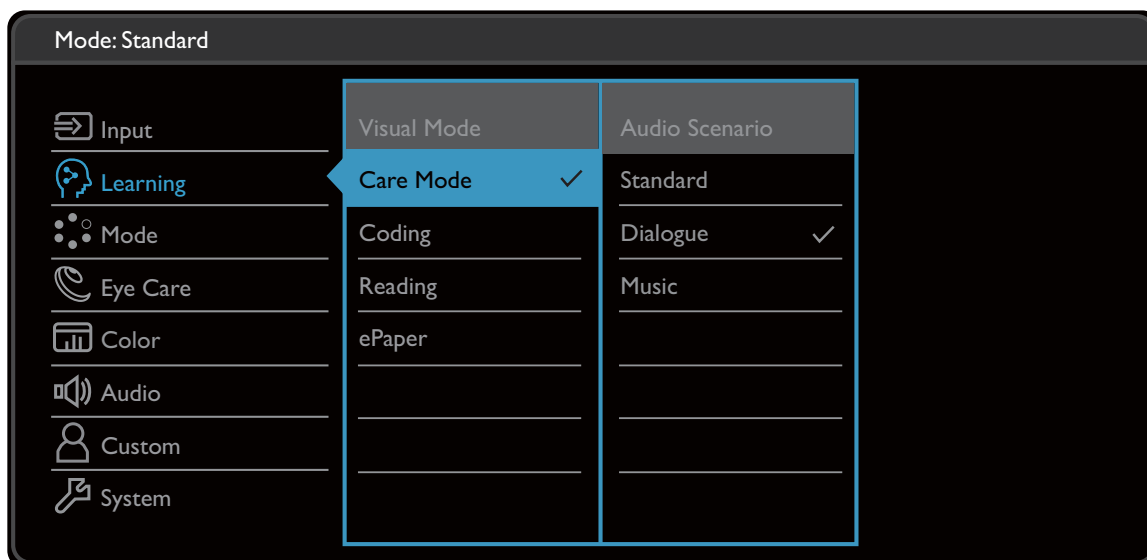 Mode: Standard
Input
Learning
Mode
Eye Care
Color
Audio
Custom
System
Visual Mode
Care Mode
Coding
Reading
ePaper
Audio Scenario
Standard
Dialogue
Music